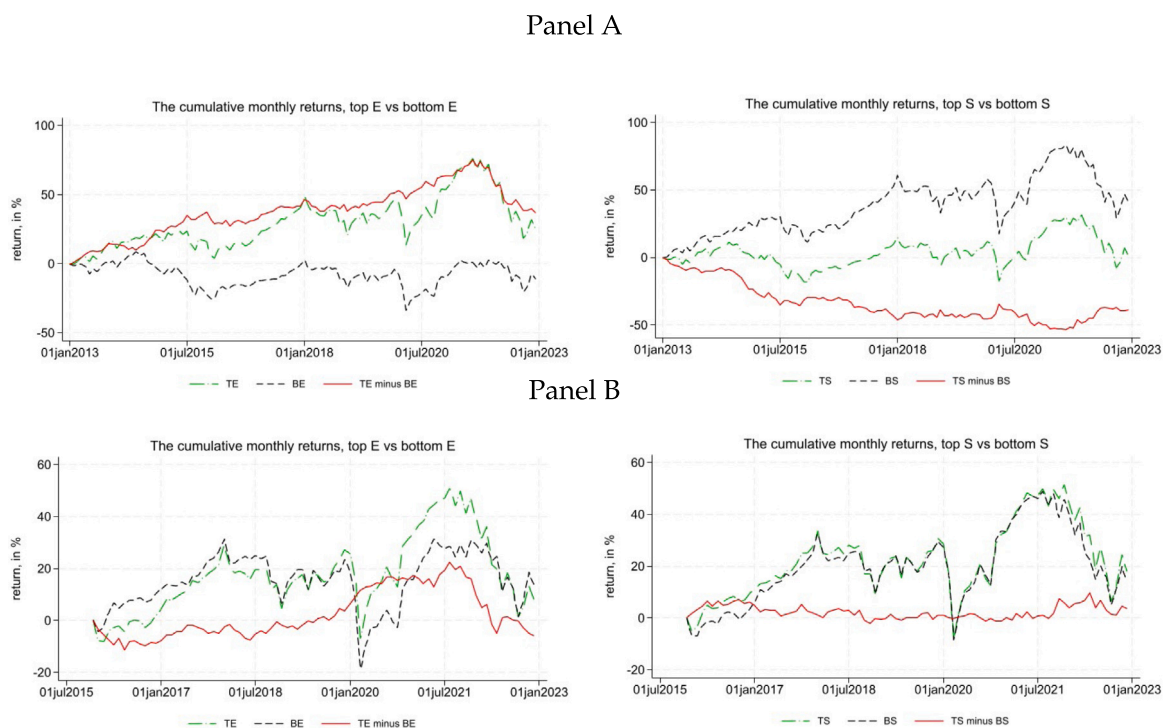 Panel A
The cumulative monthly returns, top E vs bottom E
100
50
0
-50
return, in %
01jan2013 01jul2015 01jan2018 01jul2020 01jan2023
TE BE TE minus BE
The cumulative monthly returns, top S vs bottom S
100
50
0
-50
return, in %
01jan2013 01jul2015 01jan2018 01jul2020 01jan2023
TS BS TS minus BS
Panel B
The cumulative monthly returns, top E vs bottom E
60
40
20
0
-20
return, in %
01jul2015 01jan2017 01jul2018 01jan2020 01jul2021 01jan2023
TE BE TE minus BE
The cumulative monthly returns, top S vs bottom S
60
40
20
0
-20
return, in %
01jul2015 01jan2017 01jul2018 01jan2020 01jul2021 01jan2023
TS BS TS minus BS